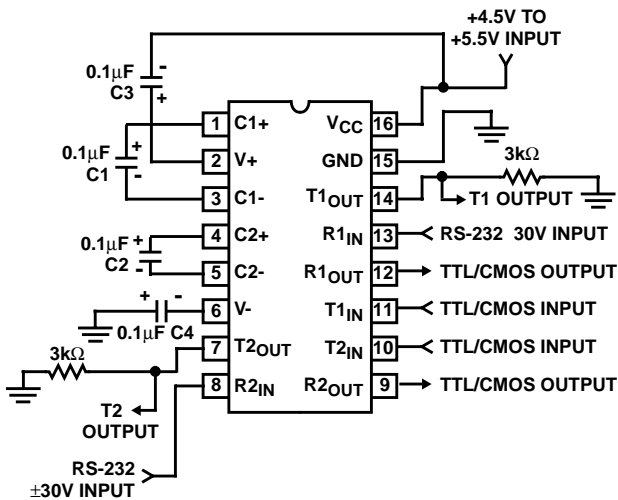 +4.5V TO
+5.5V INPUT
0.1μF
-
C3
+
1
C1+
VCC
16
0.1μF
+
C1
-
2
V+
GND
15
3kΩ
3
C1-
T1OUT
14
T1 OUTPUT
0.1μF
+
C2
-
4
C2+
R1IN
13
RS-232 30V INPUT
5
C2-
R1OUT
12
TTL/CMOS OUTPUT
+ -
0.1μF C4
6
V-
T1IN
11
TTL/CMOS INPUT
3kΩ
7
T2OUT
T2IN
10
TTL/CMOS INPUT
8
R2IN
R2OUT
9
TTL/CMOS OUTPUT
T2
OUTPUT
RS-232
±30V INPUT